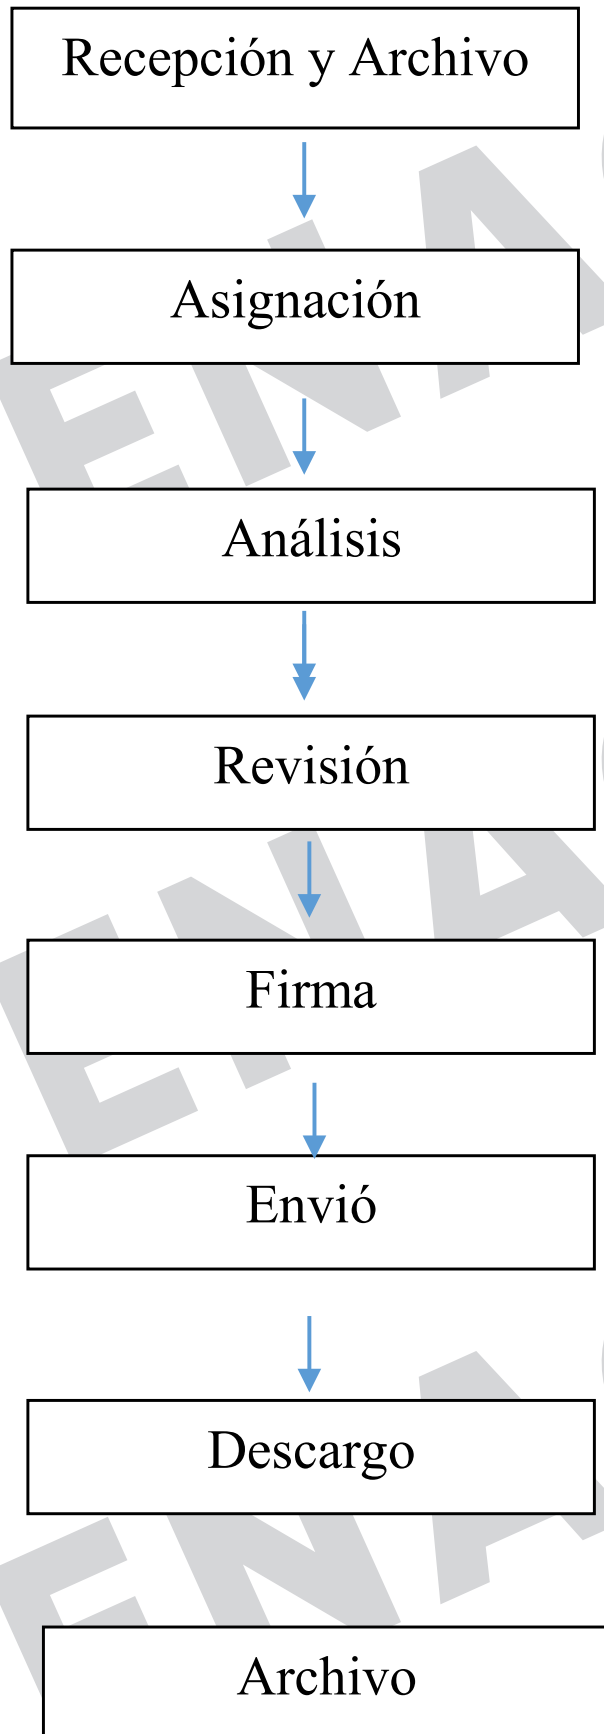 Recepción y Archivo
Asignación
Análisis
Revisión
Firma
Envió
Descargo
Archivo